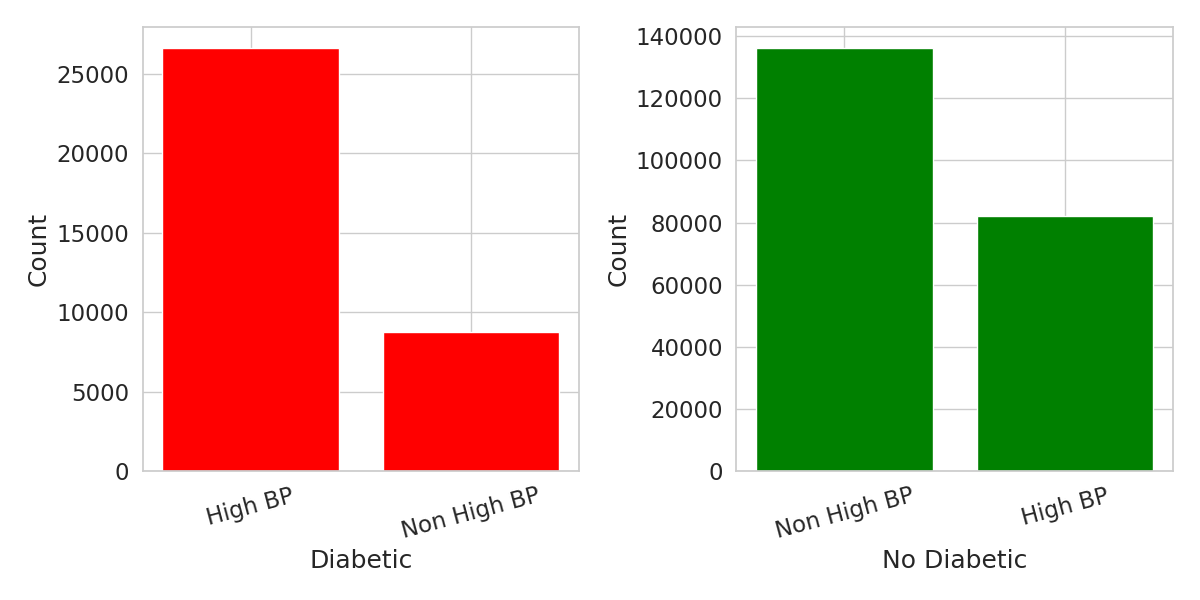 25000
20000
15000
10000
5000
0
Count
High BP
Non High BP
Diabetic
140000
120000
100000
80000
60000
40000
20000
0
Count
Non High BP
High BP
No Diabetic